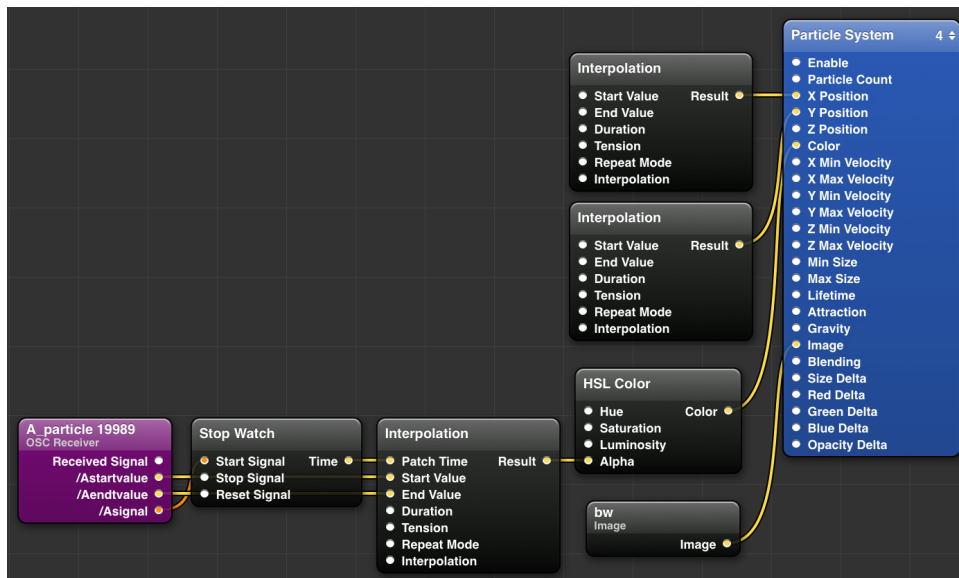 Particle System 4
Enable
Particle Count
X Position
Y Position
Z Position
Color
X Min Velocity
X Max Velocity
Y Min Velocity
Y Max Velocity
Z Min Velocity
Z Max Velocity
Min Size
Max Size
Lifetime
Attraction
Gravity
Image
Blending
Size Delta
Red Delta
Green Delta
Blue Delta
Opacity Delta
Interpolation
Start Value Result
End Value
Duration
Tension
Repeat Mode
Interpolation
Interpolation
Start Value Result
End Value
Duration
Tension
Repeat Mode
Interpolation
HSL Color
Hue Color
Saturation
Luminosity
Alpha
A_particle 19989
OSC Receiver
Received Signal
/Astartvalue
/Aendtvalue
/Asignal
Stop Watch
Start Signal Time
Stop Signal
Reset Signal
Interpolation
Patch Time Result
Start Value
End Value
Duration
Tension
Repeat Mode
Interpolation
bw
Image
Image